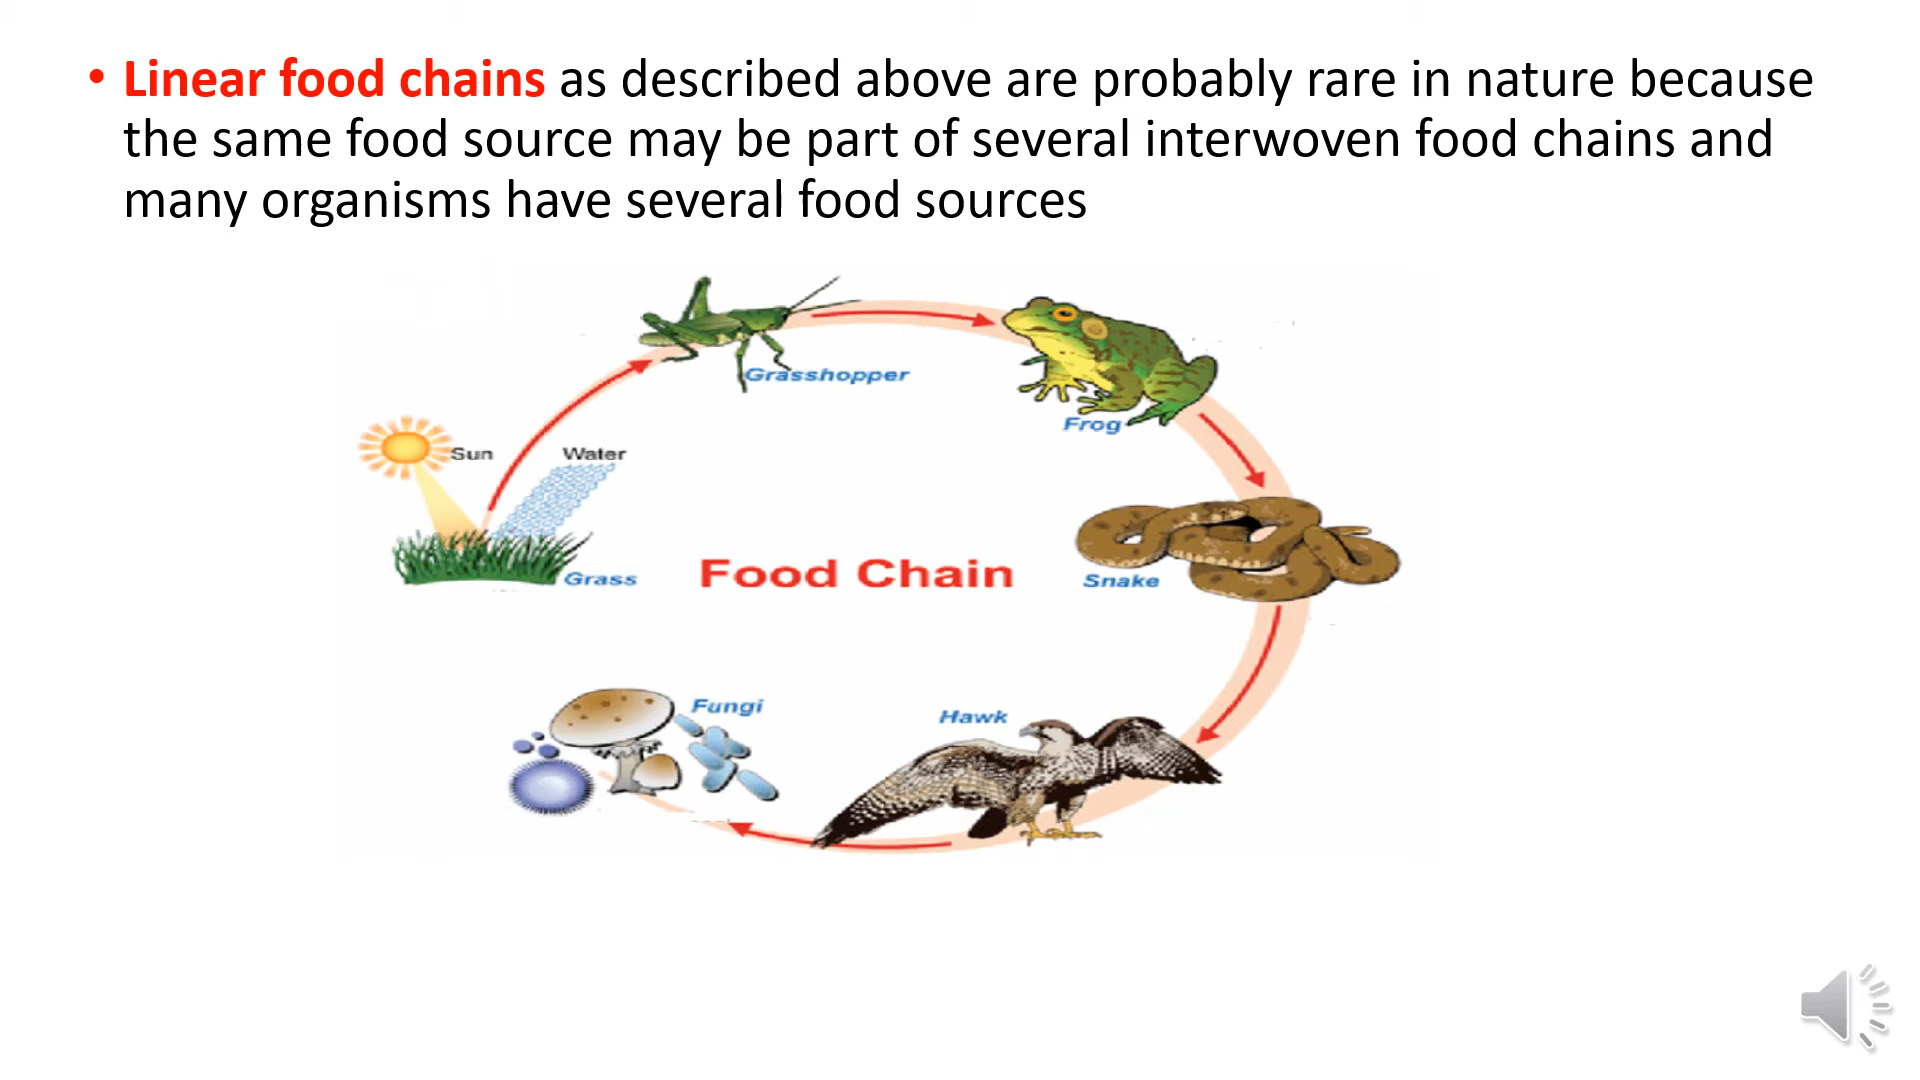 • Linear food chains as described above are probably rare in nature because
the same food source may be part of several interwoven food chains and
many organisms have several food sources
Grasshopper
Frog
Sun
Water
Grass
Food Chain
Snake
Fungi
Hawk